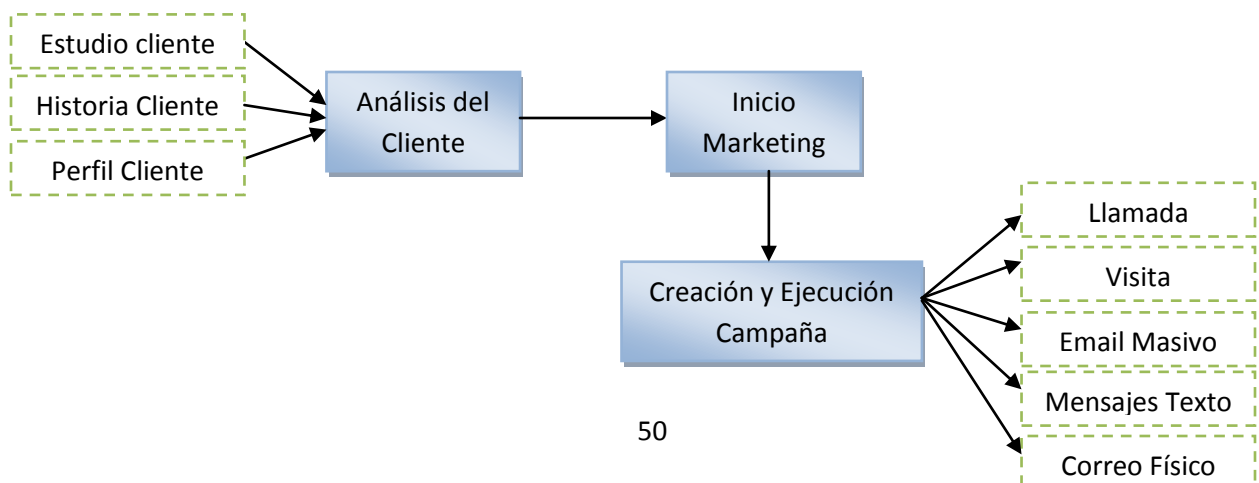 Estudio cliente
Historia Cliente
Perfil Cliente
Análisis del
Cliente
Inicio
Marketing
Creación y Ejecución
Campaña
Llamada
Visita
Email Masivo
Mensajes Texto
Correo Físico
50